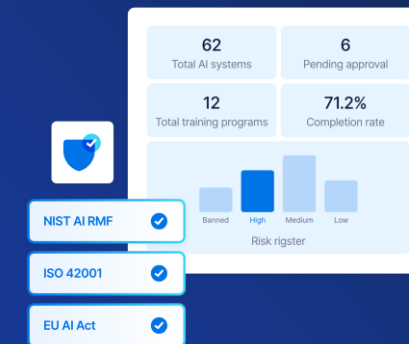 62
Total AI systems
6
Pending approval
12
Total training programs
71.2%
Completion rate
Banned
High
Medium
Low
Risk rigster
NIST AI RMF
ISO 42001
EU AI Act